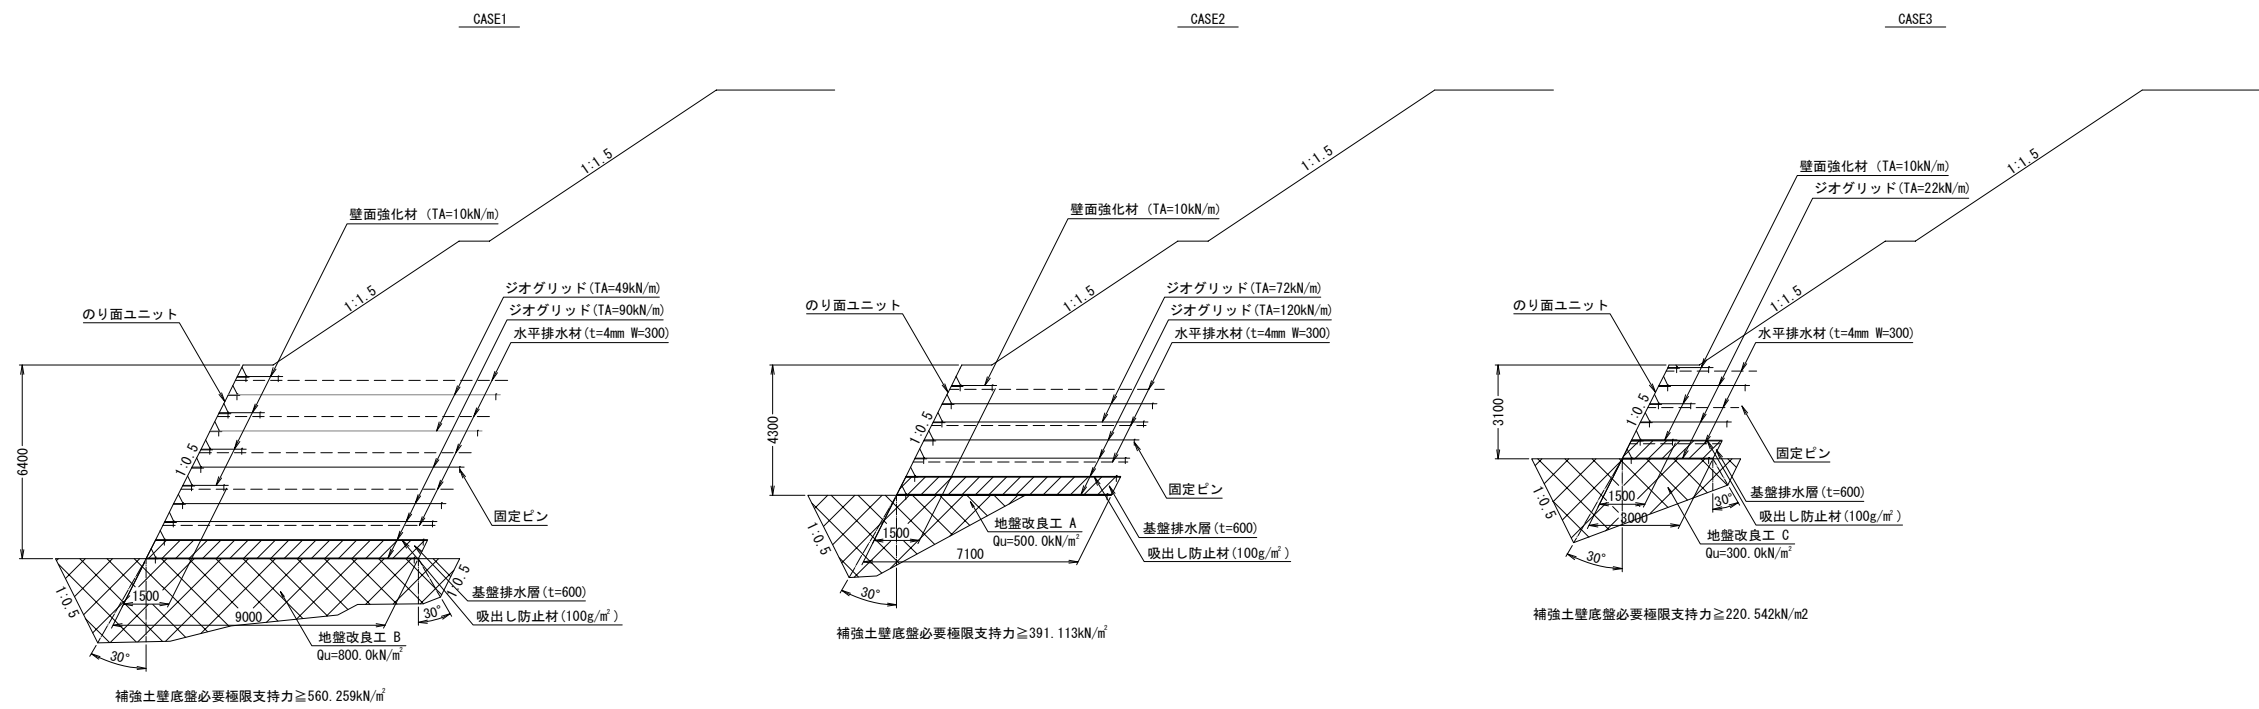 CASE1
1:1.5
壁面強化材 (TA=10kN/m)
1:1.5
ジオグリッド(TA=49kN/m)
ジオグリッド(TA=90kN/m)
水平排水材(t=4mm W=300)
のり面ユニット
6400
1:0.5
固定ピン
1:0.5
1500
9000
1:0.5
30°
基盤排水層(t=600)
吸出し防止材(100g/㎡)
地盤改良工 B
Qu=800.0kN/㎡
30°
補強土壁底盤必要極限支持力≧560.259kN/㎡
CASE2
1:1.5
壁面強化材 (TA=10kN/m)
1:1.5
ジオグリッド(TA=72kN/m)
ジオグリッド(TA=120kN/m)
水平排水材(t=4mm W=300)
のり面ユニット
4300
1:0.5
固定ピン
1:0.5
1500
地盤改良工 A
Qu=500.0kN/㎡
7100
基盤排水層(t=600)
吸出し防止材(100g/㎡)
30°
補強土壁底盤必要極限支持力≧391.113kN/㎡
CASE3
1:1.5
壁面強化材 (TA=10kN/m)
ジオグリッド(TA=22kN/m)
1:1.5
水平排水材(t=4mm W=300)
のり面ユニット
3100
1:0.5
固定ピン
1:0.5
1500
3000
30°
基盤排水層(t=600)
吸出し防止材(100g/㎡)
地盤改良工 C
Qu=300.0kN/㎡
30°
補強土壁底盤必要極限支持力≧220.542kN/m2